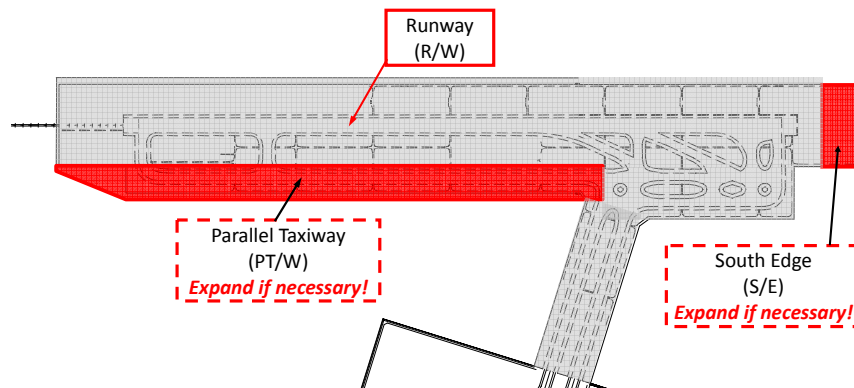 Runway
(R/W)
Parallel Taxiway
(PT/W)
Expand if necessary!
South Edge
(S/E)
Expand if necessary!